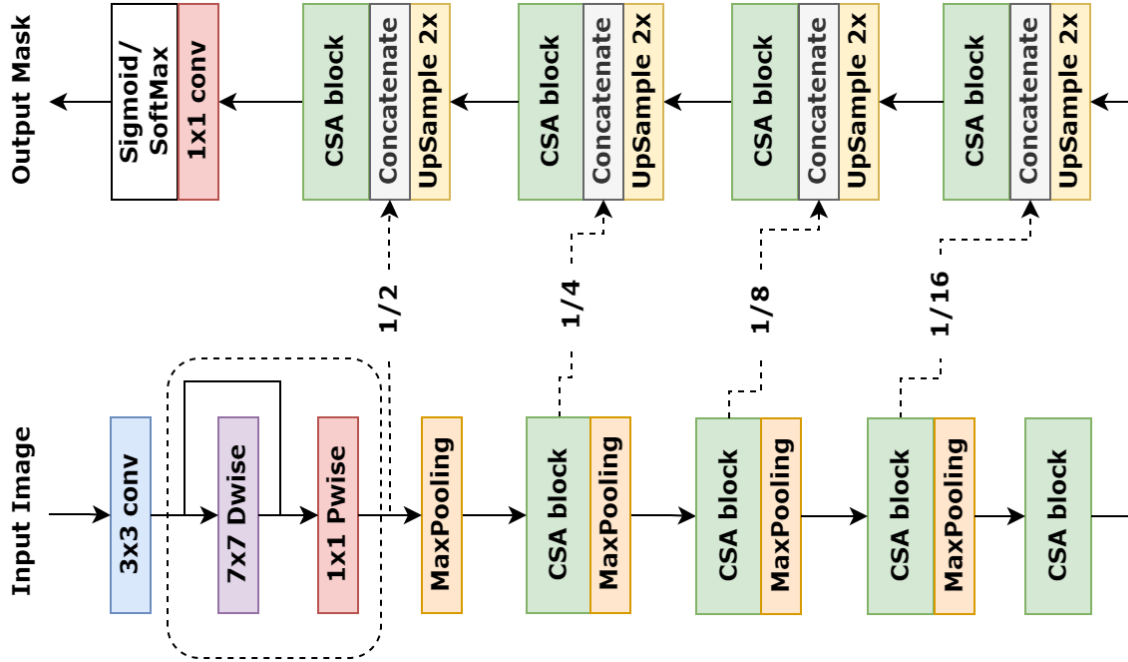 Output Mask
Sigmoid/
SoftMax
1x1 conv
CSA block
Concatenate
UpSample 2x
CSA block
Concatenate
UpSample 2x
CSA block
Concatenate
UpSample 2x
CSA block
Concatenate
UpSample 2x
1/2
1/4
1/8
1/16
Input Image
3x3 conv
7x7 Dwise
1x1 Pwise
MaxPooling
CSA block
MaxPooling
CSA block
MaxPooling
CSA block
MaxPooling
CSA block